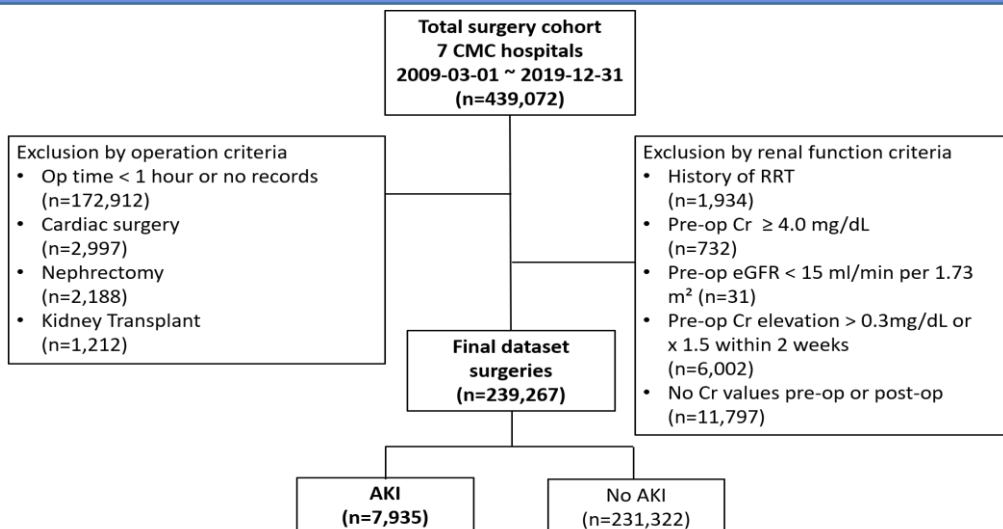 Total surgery cohort
7 CMC hospitals
2009-03-01 ~ 2019-12-31
(n=439,072)
Exclusion by operation criteria
• Op time < 1 hour or no records
(n=172,912)
• Cardiac surgery
(n=2,997)
• Nephrectomy
(n=2,188)
• Kidney Transplant
(n=1,212)
Exclusion by renal function criteria
• History of RRT
(n=1,934)
• Pre-op Cr ≥ 4.0 mg/dL
(n=732)
• Pre-op eGFR < 15 ml/min per 1.73
m² (n=31)
• Pre-op Cr elevation > 0.3mg/dL or
x 1.5 within 2 weeks
(n=6,002)
• No Cr values pre-op or post-op
(n=11,797)
Final dataset
surgeries
(n=239,267)
AKI
(n=7,935)
No AKI
(n=231,322)